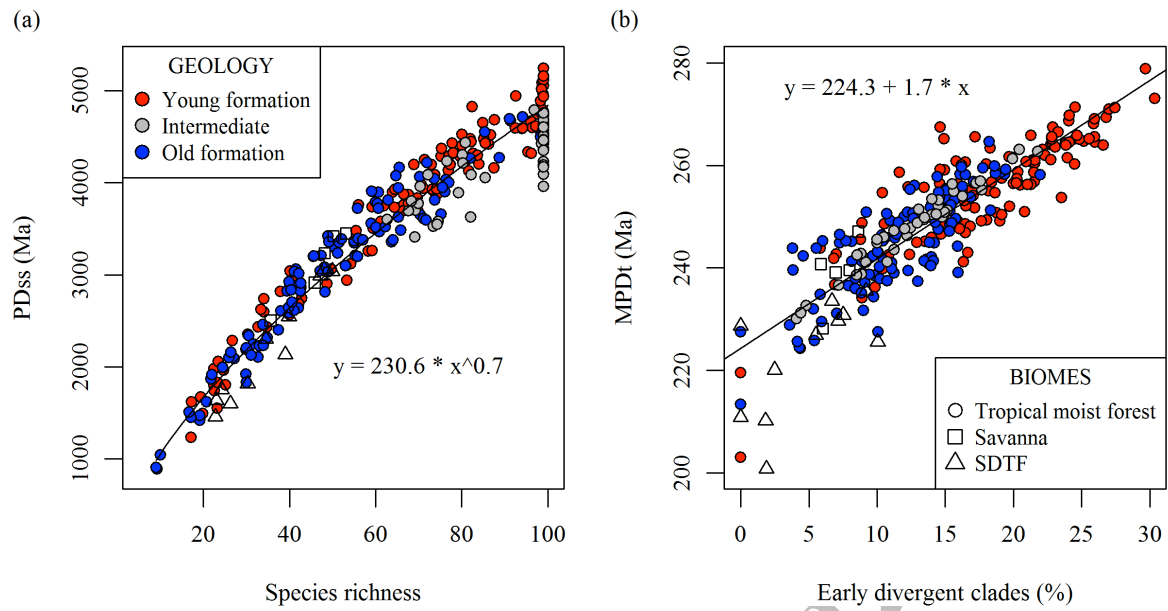 (a)
GEOLOGY
Young formation
Intermediate
Old formation
y = 230.6 * x^0.7
PDss (Ma)
1000
2000
3000
4000
5000
20
40
60
80
100
Species richness
(b)
y = 224.3 + 1.7 * x
BIOMES
Tropical moist forest
Savanna
SDTF
MPDt (Ma)
200
220
240
260
280
0
5
10
15
20
25
30
Early divergent clades (%)